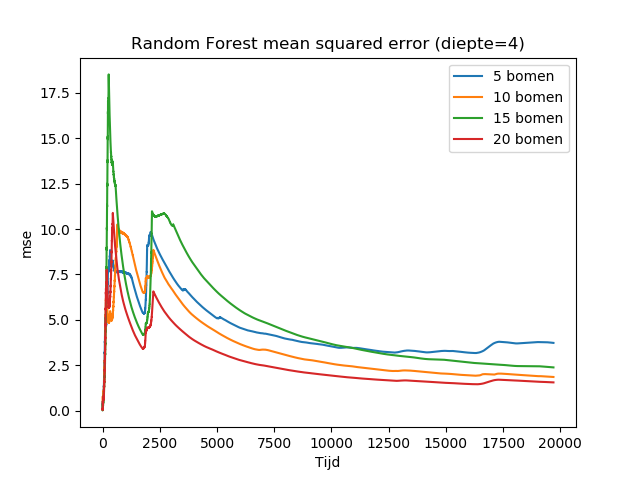 Random Forest mean squared error (diepte=4)
5 bomen
10 bomen
15 bomen
20 bomen
17.5
15.0
12.5
10.0
7.5
5.0
2.5
0.0
mse
0 2500 5000 7500 10000 12500 15000 17500 20000
Tijd